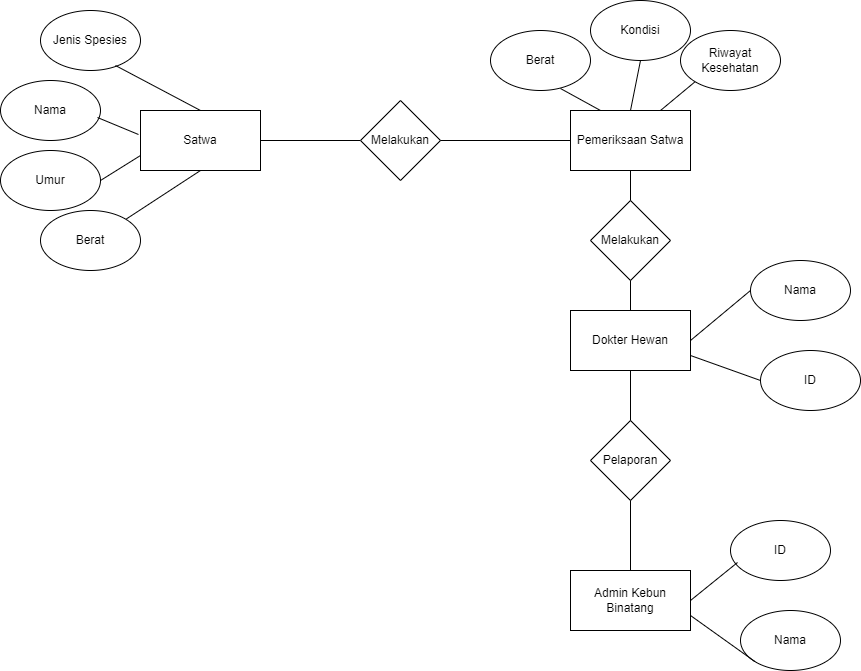 Jenis Spesies
Nama
Umur
Berat
Satwa
Melakukan
Berat
Kondisi
Riwayat
Kesehatan
Pemeriksaan Satwa
Melakukan
Dokter Hewan
Nama
ID
Pelaporan
Admin Kebun
Binatang
ID
Nama